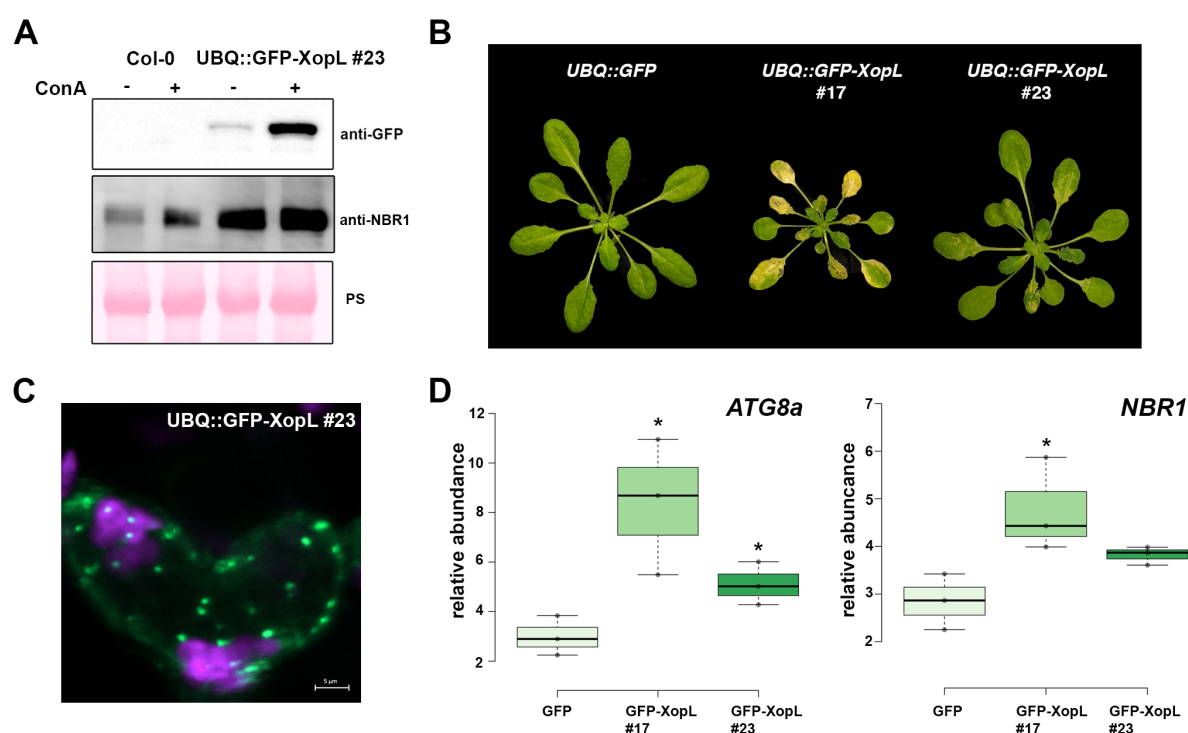 A
Col-0 UBQ::GFP-XopL #23
ConA - + - +
anti-GFP
anti-NBR1
PS
B
UBQ::GFP
UBQ::GFP-XopL
#17
UBQ::GFP-XopL
#23
C
UBQ::GFP-XopL #23
5 µm
D
ATG8a
relative abundance
12
10
8
6
4
2
*
*
GFP
GFP-XopL
#17
GFP-XopL
#23
NBR1
relative abuncance
7
6
5
4
3
2
*
GFP
GFP-XopL
#17
GFP-XopL
#23